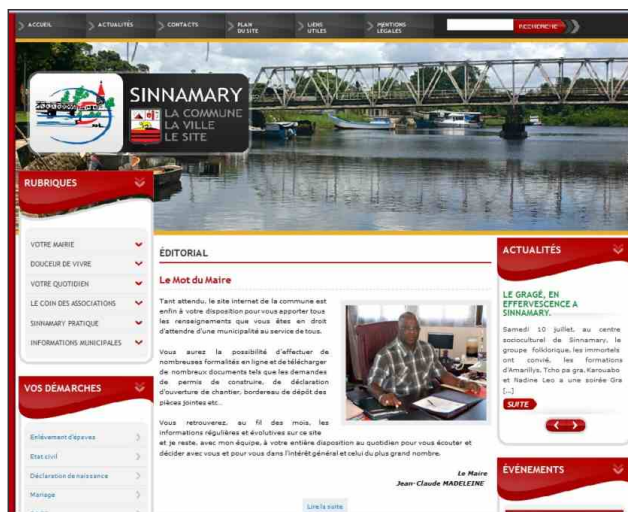 ACCUEIL
ACTUALITÉS
CONTACTS
PLAN
DU SITE
LIENS
UTILES
MENTIONS
LÉGALES
RECHERCHE
SINNAMARY
LA COMMUNE
LA VILLE
LE SITE
RUBRIQUES
VOTRE MAIRIE
DOUCEUR DE VIVRE
VOTRE QUOTIDIEN
LE COIN DES ASSOCIATIONS
SINNAMARY PRATIQUE
INFORMATIONS MUNICIPALES
VOS DÉMARCHES
Enlèvement d'épaves
Etat civil
Déclaration de naissance
Mariage
ÉDITORIAL
Le Mot du Maire
Tant attendu, le site internet de la commune est
enfin à votre disposition pour vous apporter tous
les renseignements que vous êtes en droit
d'attendre d'une municipalité au service de tous.
Vous aurez la possibilité d'effectuer de
nombreuses formalités en ligne et de télécharger
de nombreux documents tels que les demandes
de permis de construire, de déclaration
d'ouverture de chantier, bordereau de dépôt des
pièces jointes etc..
Vous retrouverez, au fil des mois, les
informations régulières et évolutives sur ce site
et je reste, avec mon équipe, à votre entière disposition au quotidien pour vous écouter et
décider avec vous et pour vous dans l'intérêt général et celui du plus grand nombre.
Le Maire
Jean-Claude MADELEINE
Lire la suite
ACTUALITÉS
LE GRAGÉ, EN
EFFERVESCENCE A
SINNAMARY.
Samedi 10 juillet, au centre
socioculturel de Sinnamary, le
groupe folklorique, les immortels
ont convié, les formations
d'Amarillys, Tcho pa gra, Karouabo
et Nadine Leo a une soirée Gra
[...]
SUITE
ÉVÉNEMENTS